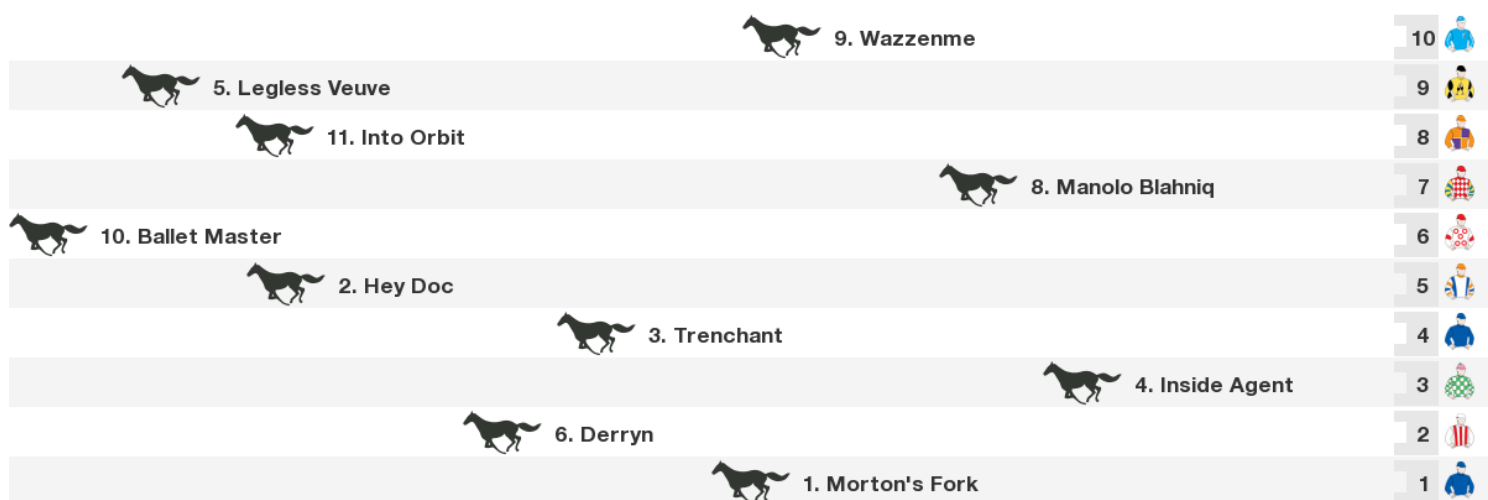 9. Wazzenme 10
5. Legless Veuve 9
11. Into Orbit 8
8. Manolo Blahniq 7
10. Ballet Master 6
2. Hey Doc 5
3. Trenchant 4
4. Inside Agent 3
6. Derryn 2
1. Morton's Fork 1